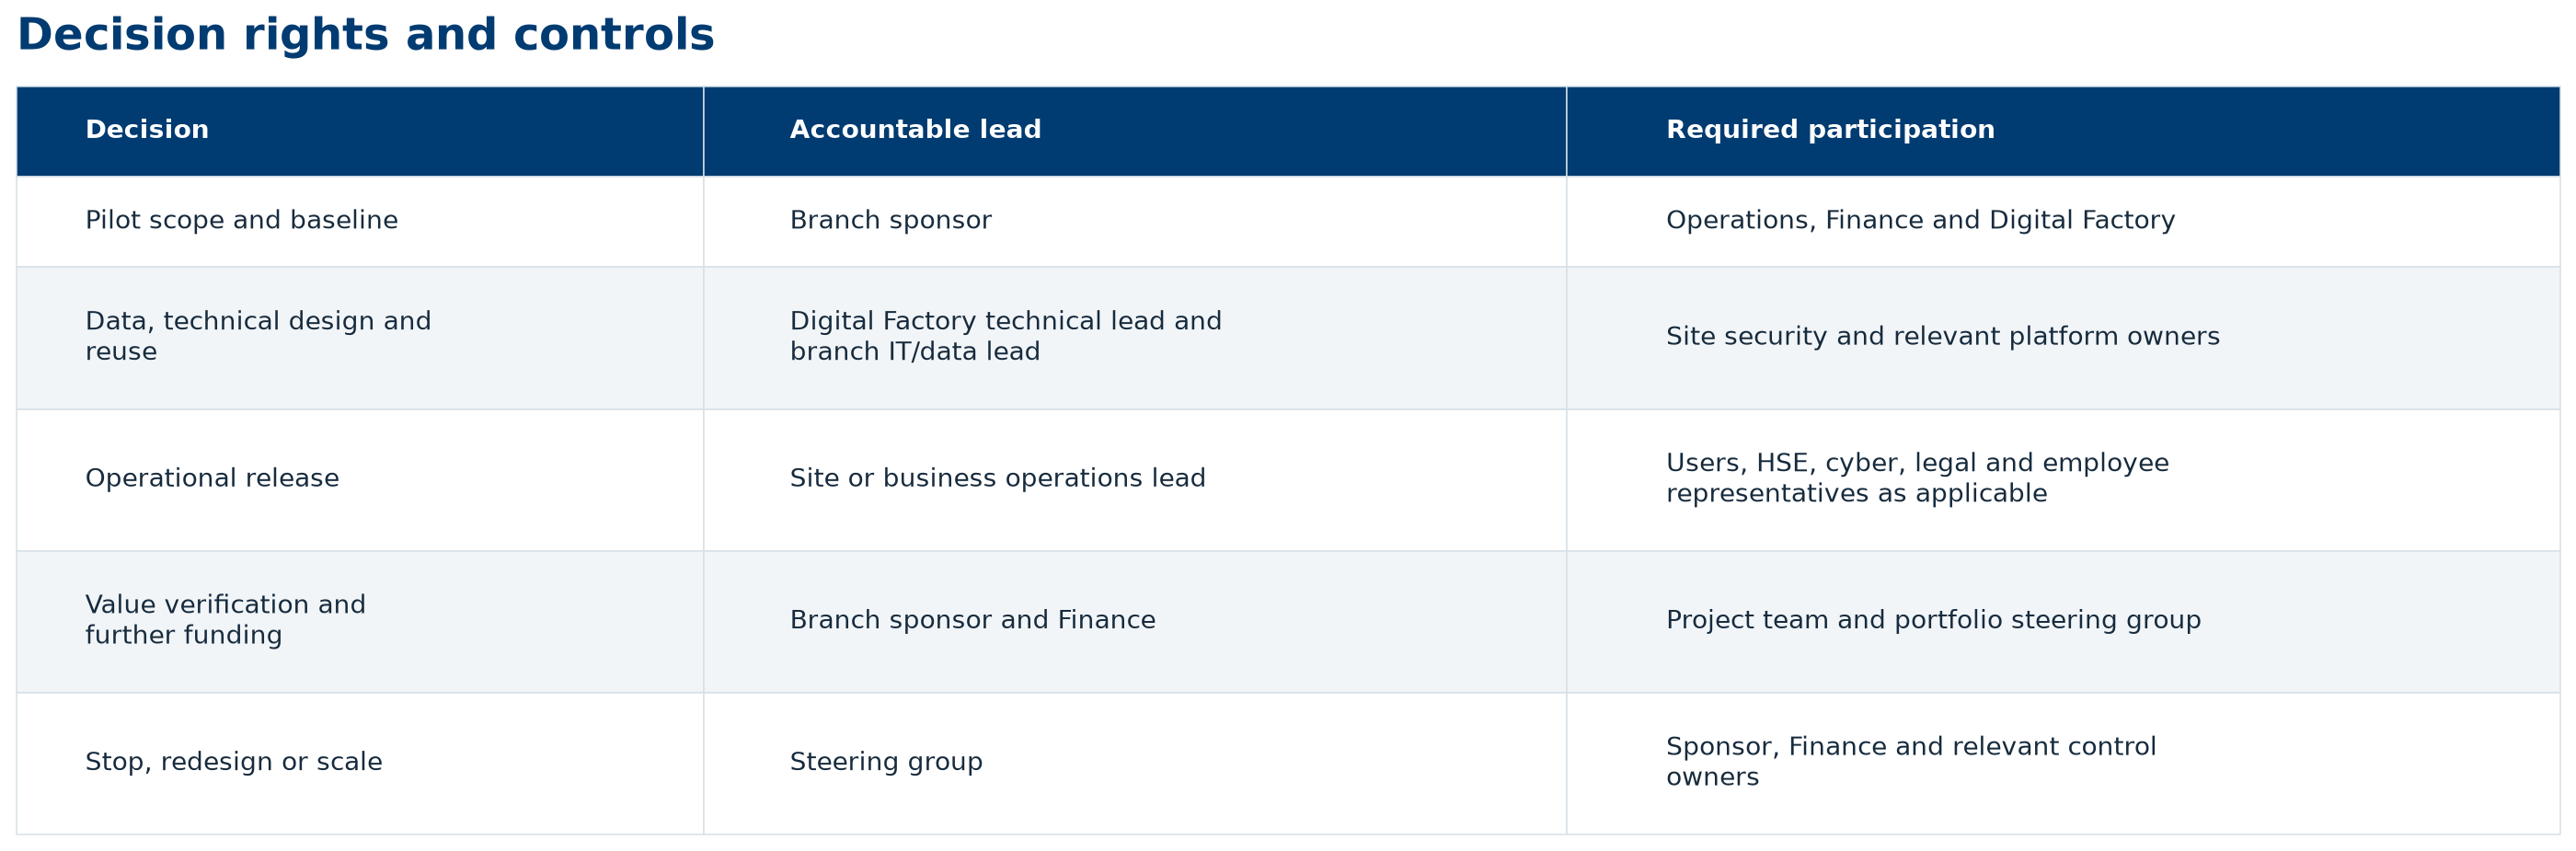 Decision rights and controls
Decision
Accountable lead
Required participation
Pilot scope and baseline
Branch sponsor
Operations, Finance and Digital Factory
Data, technical design and
reuse
Digital Factory technical lead and
branch IT/data lead
Site security and relevant platform owners
Operational release
Site or business operations lead
Users, HSE, cyber, legal and employee
representatives as applicable
Value verification and
further funding
Branch sponsor and Finance
Project team and portfolio steering group
Stop, redesign or scale
Steering group
Sponsor, Finance and relevant control
owners